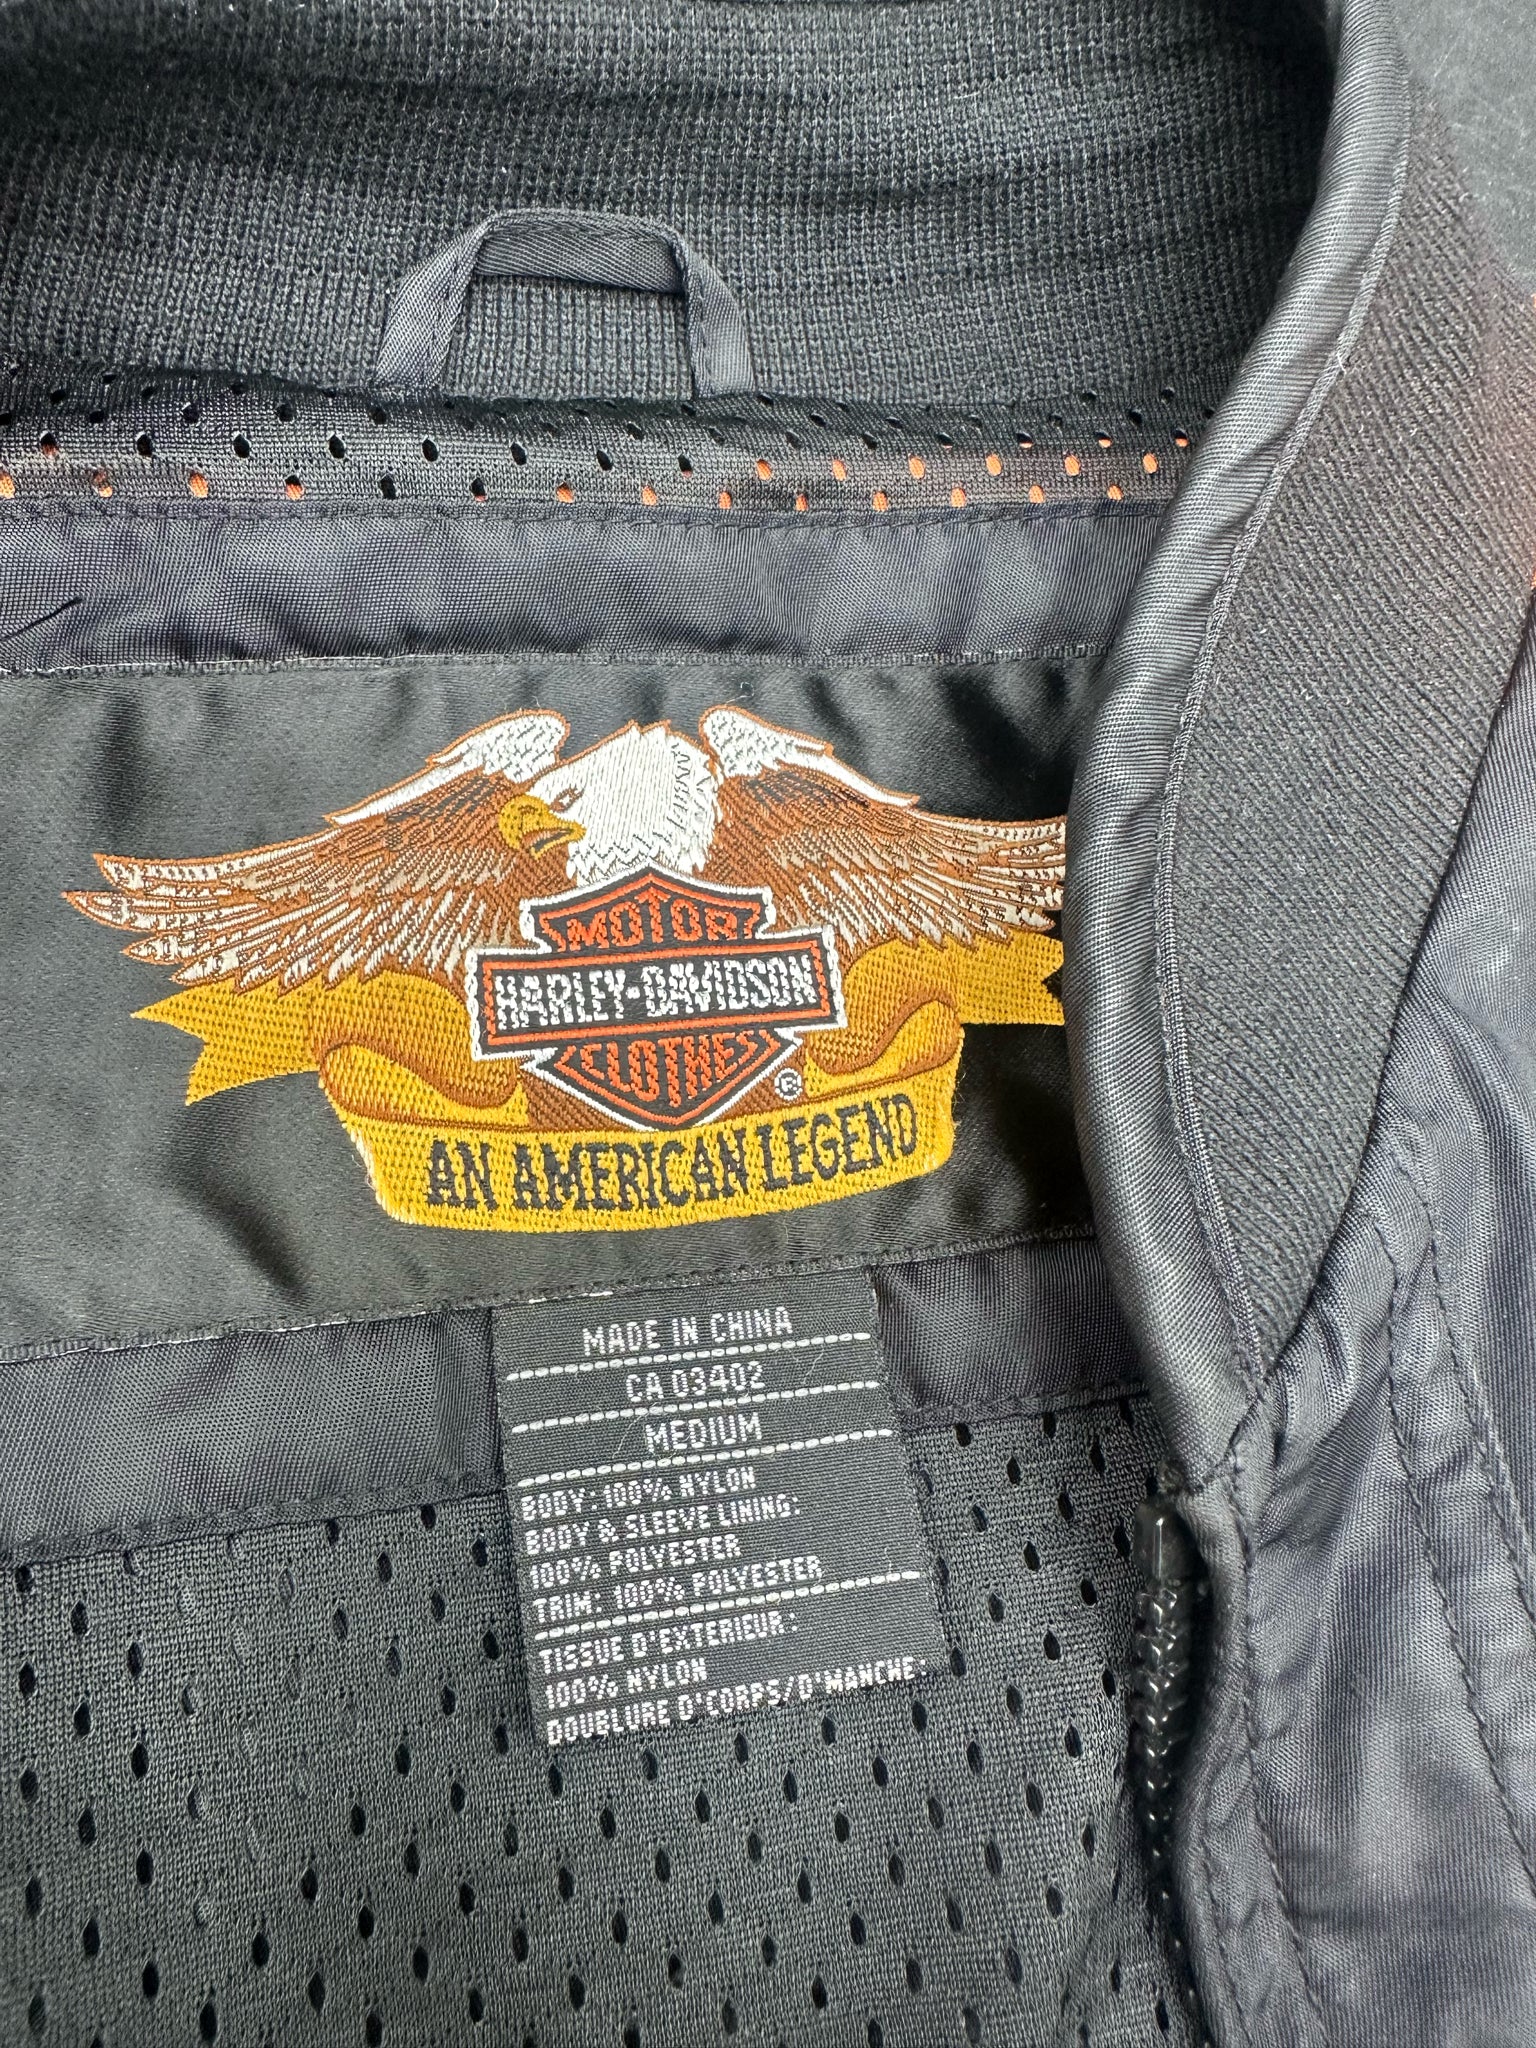 MOTOR
HARLEY-DAVIDSON
CLOTHES
®
AN AMERICAN LEGEND
MADE IN CHINA
CA 03402
MEDIUM
BODY: 100% NYLON
BODY & SLEEVE LINING:
100% POLYESTER
TRIM: 100% POLYESTER
TISSUE D'EXTERIEUR:
100% NYLON
DOUBLURE D'CORPS/D'MANCHE: